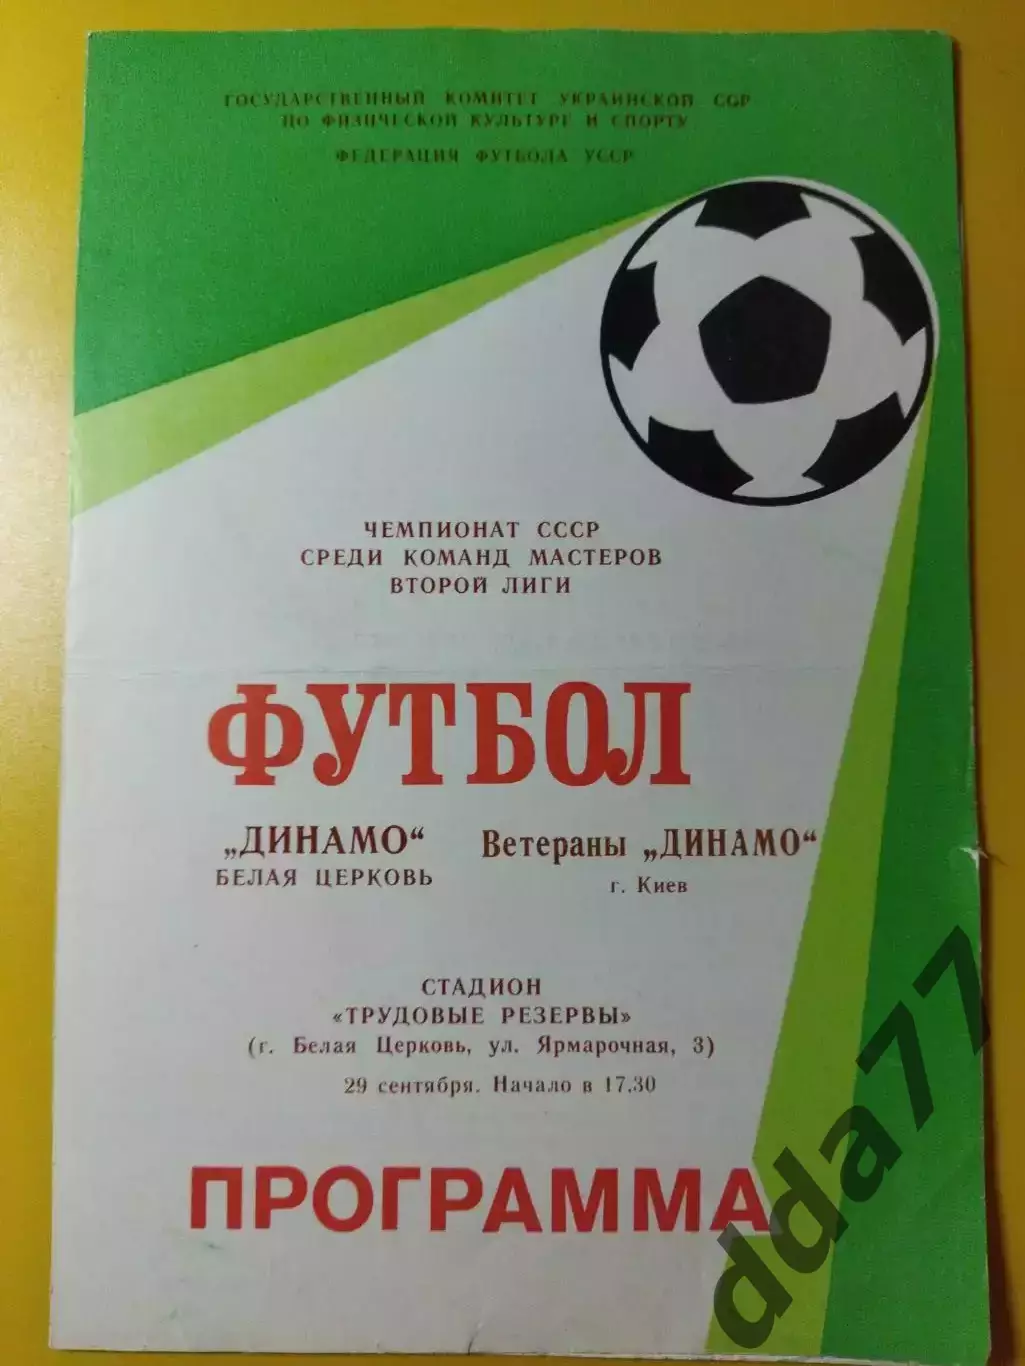 ГОСУДАРСТВЕННЫЙ КОМИТЕТ УКРАИНСКОЙ ССР
ПО ФИЗИЧЕСКОЙ КУЛЬТУРЕ И СПОРТУ
ФЕДЕРАЦИЯ ФУТБОЛА УССР
ЧЕМПИОНАТ СССР
СРЕДИ КОМАНД МАСТЕРОВ
ВТОРОЙ ЛИГИ
ФУТБОЛ
„ДИНАМО“ Ветераны „ДИНАМО“
БЕЛАЯ ЦЕРКОВЬ г. Киев
СТАДИОН
«ТРУДОВЫЕ РЕЗЕРВЫ»
(г. Белая Церковь, ул. Ярмарочная, 3)
29 сентября. Начало в 17.30
ПРОГРАММА
dda77